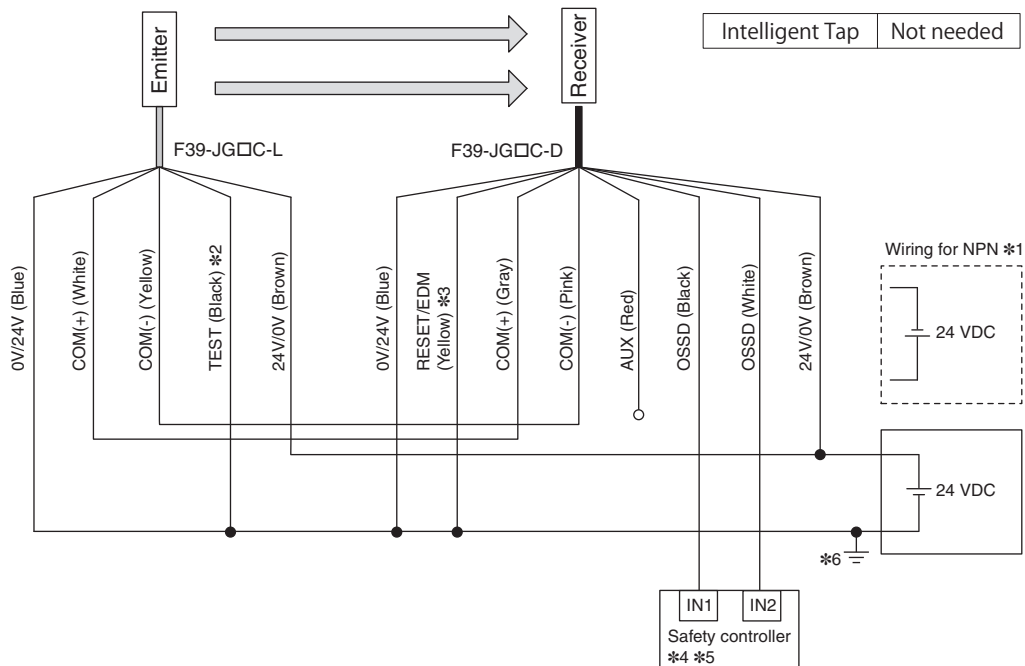 Emitter
Receiver
Intelligent Tap
Not needed
F39-JG□C-L
F39-JG□C-D
0V/24V (Blue)
COM(+) (White)
COM(-) (Yellow)
TEST (Black) ✻2
24V/0V (Brown)
0V/24V (Blue)
RESET/EDM
(Yellow) ✻3
COM(+) (Gray)
COM(-) (Pink)
AUX (Red)
OSSD (Black)
OSSD (White)
24V/0V (Brown)
Wiring for NPN ✻1
24 VDC
24 VDC
✻6
IN1
IN2
Safety controller
✻4 ✻5